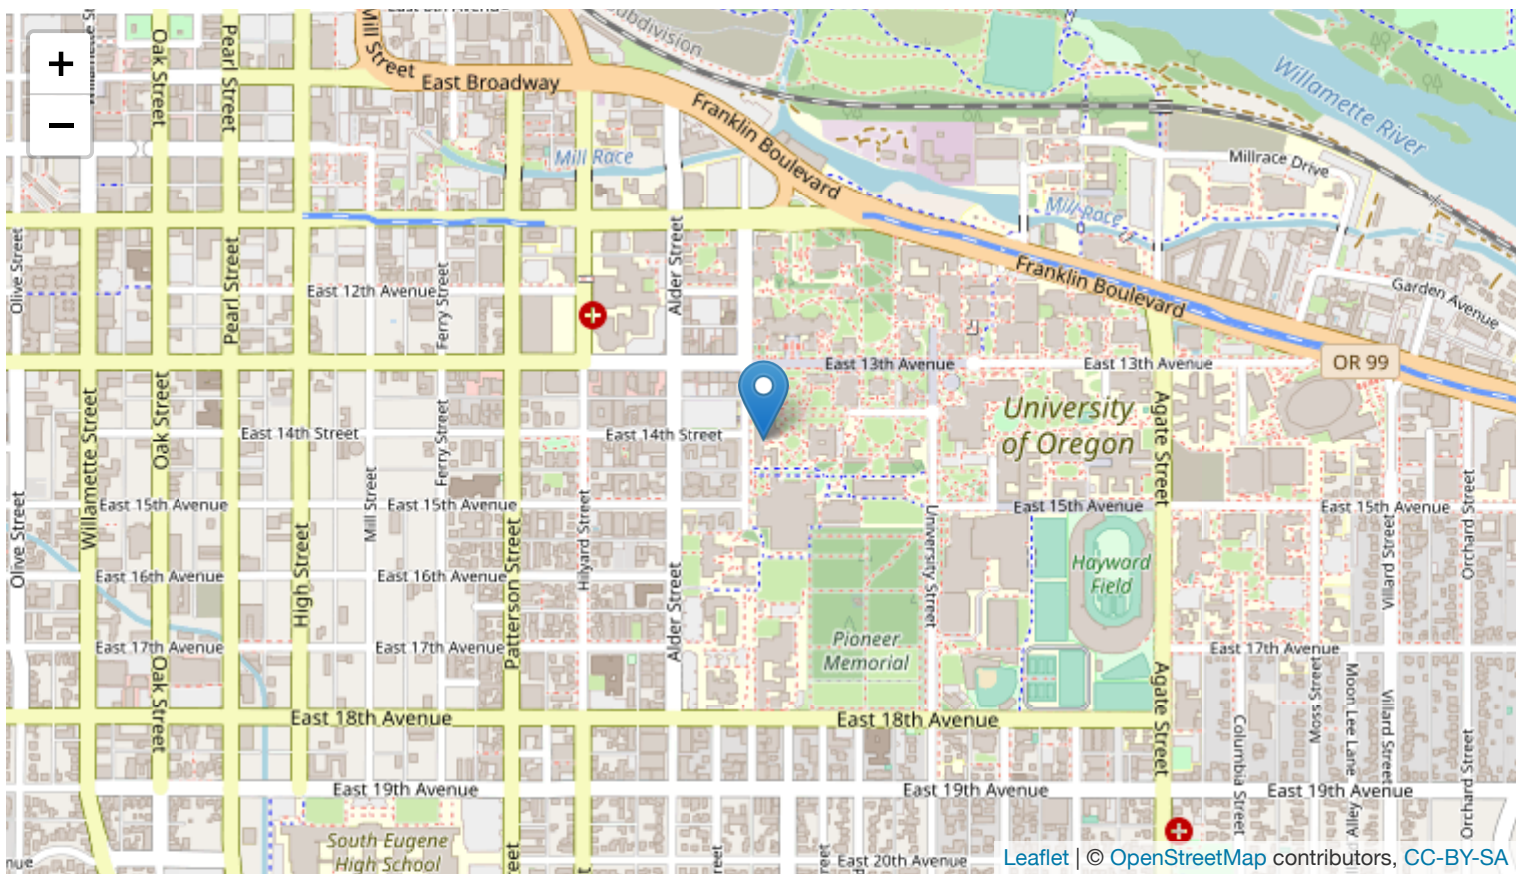 +
−
Oak Street
Pearl Street
Mill Street
East Broadway
Subdivision
Franklin Boulevard
Willamette River
Mill Race
Millrace Drive
Mill Race
Olive Street
Pearl Street
East 12th Avenue
Ferry Street
Alder Street
Franklin Boulevard
Garden Avenue
OR 99
East 13th Avenue
East 13th Avenue
Willamette Street
Oak Street
East 14th Street
Ferry Street
East 14th Street
University
of Oregon
Agate Street
Olive Street
East 15th Avenue
Mill Street
East 15th Avenue
Hilyard Street
East 15th Avenue
East 15th Avenue
Orchard Street
Villard Street
University Street
Hayward
Field
East 16th Avenue
High Street
East 16th Avenue
Patterson Street
Alder Street
Pioneer
Memorial
East 17th Avenue
East 17th Avenue
East 17th Avenue
Oak Street
East 18th Avenue
East 18th Avenue
Agate Street
Moss Street
Moon Lee Lane
Villard Street
Columbia Street
Orchard Street
East 19th Avenue
East 19th Avenue
East 19th Avenue
South Eugene
High School
East 20th Avenue
Leaflet | © OpenStreetMap contributors, CC-BY-SA